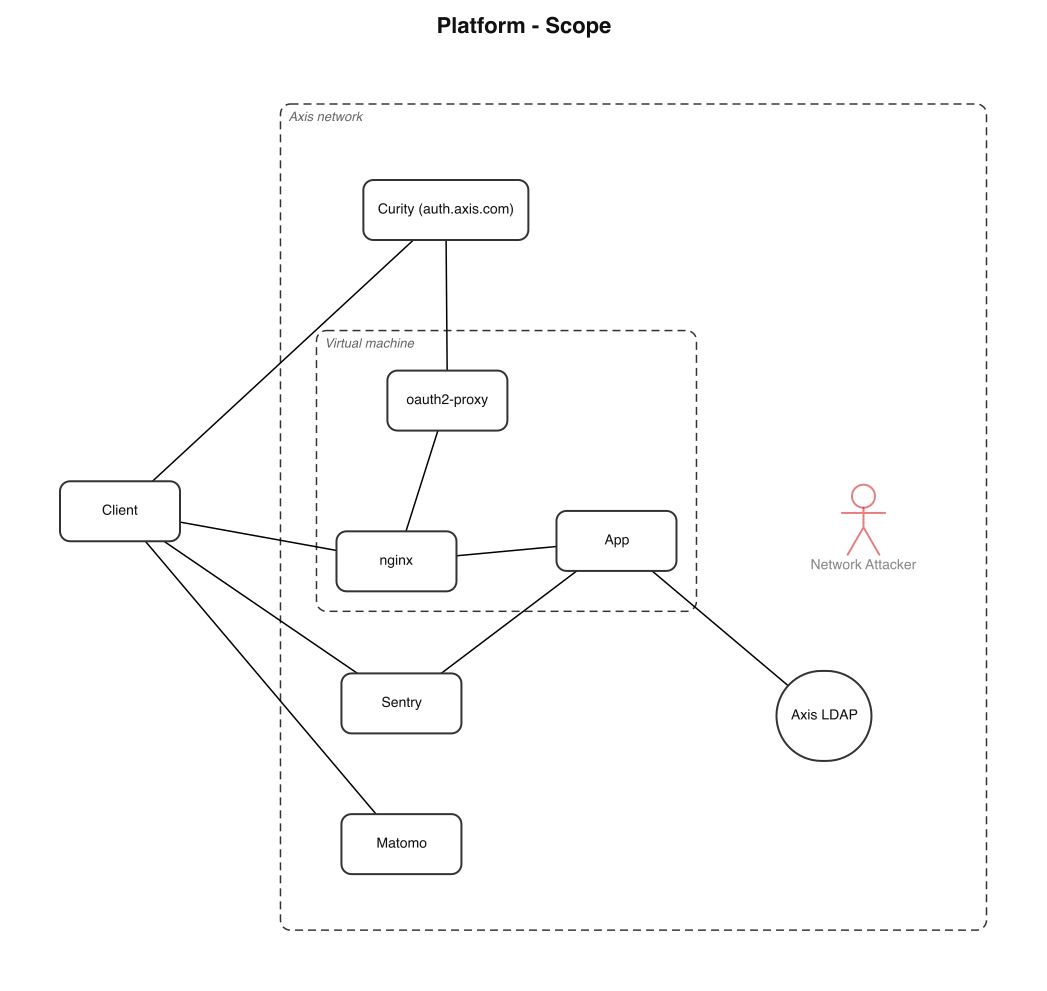 Platform - Scope
Axis network
Curity (auth.axis.com)
Virtual machine
oauth2-proxy
Client
nginx
App
Network Attacker
Sentry
Axis LDAP
Matomo